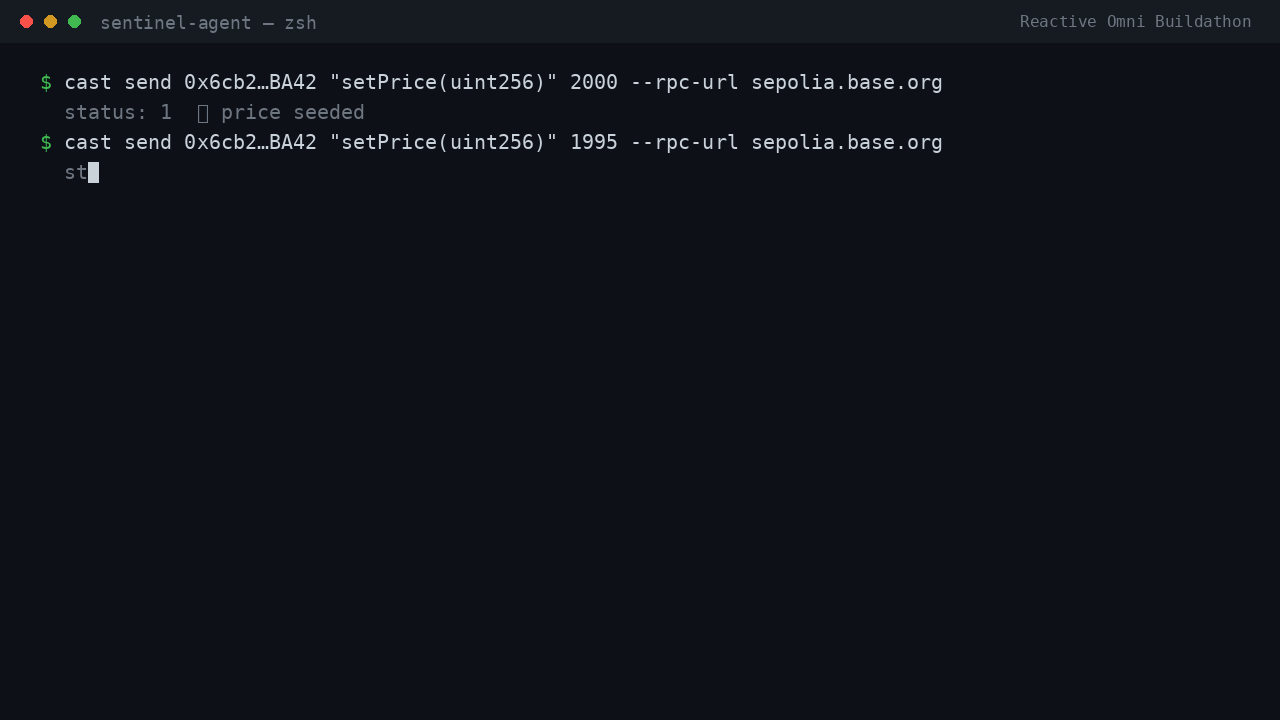 sentinel-agent — zsh
Reactive Omni Buildathon
$ cast send 0x6cb2…BA42 "setPrice(uint256)" 2000 --rpc-url sepolia.base.org
status: 1 ▯ price seeded
$ cast send 0x6cb2…BA42 "setPrice(uint256)" 1995 --rpc-url sepolia.base.org
st